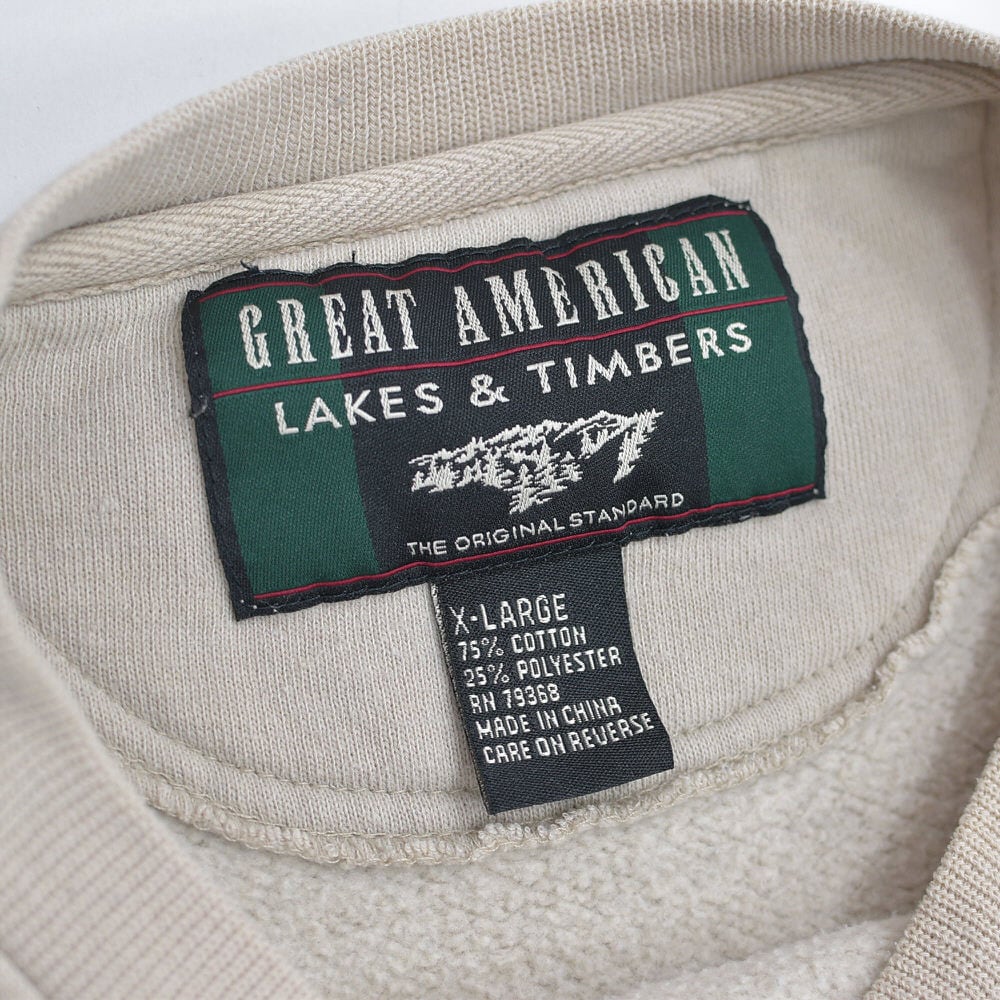 GREAT AMERICAN
LAKES & TIMBERS
THE ORIGINAL STANDARD
X-LARGE
75% COTTON
25% POLYESTER
RN 79368
MADE IN CHINA
CARE ON REVERSE